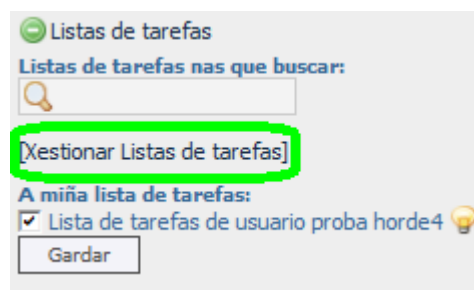 Listas de tarefas
Listas de tarefas nas que buscar:
[Xestionar Listas de tarefas]
A miña lista de tarefas:
Lista de tarefas de usuario proba horde4
Gardar